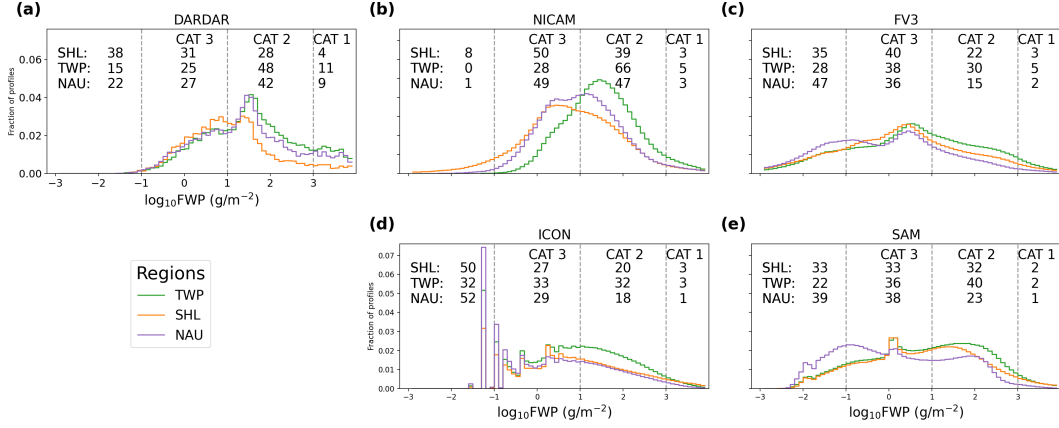 (a)
DARDAR
CAT 3 CAT 2 CAT 1
SHL: 38 31 28 4
TWP: 15 25 48 11
NAU: 22 27 42 9
Fraction of profiles
0.06
0.04
0.02
0.00
−3 −2 −1 0 1 2 3
log10FWP (g/m−2)
(b)
NICAM
CAT 3 CAT 2 CAT 1
SHL: 8 50 39 3
TWP: 0 28 66 5
NAU: 1 49 47 3
(c)
FV3
CAT 3 CAT 2 CAT 1
SHL: 35 40 22 3
TWP: 28 38 30 5
NAU: 47 36 15 2
Regions
TWP
SHL
NAU
(d)
ICON
CAT 3 CAT 2 CAT 1
SHL: 50 27 20 3
TWP: 32 33 32 3
NAU: 52 29 18 1
Fraction of profiles
0.07
0.06
0.05
0.04
0.03
0.02
0.01
0.00
−3 −2 −1 0 1 2 3
log10FWP (g/m−2)
(e)
SAM
CAT 3 CAT 2 CAT 1
SHL: 33 33 32 2
TWP: 22 36 40 2
NAU: 39 38 23 1
−3 −2 −1 0 1 2 3
log10FWP (g/m−2)